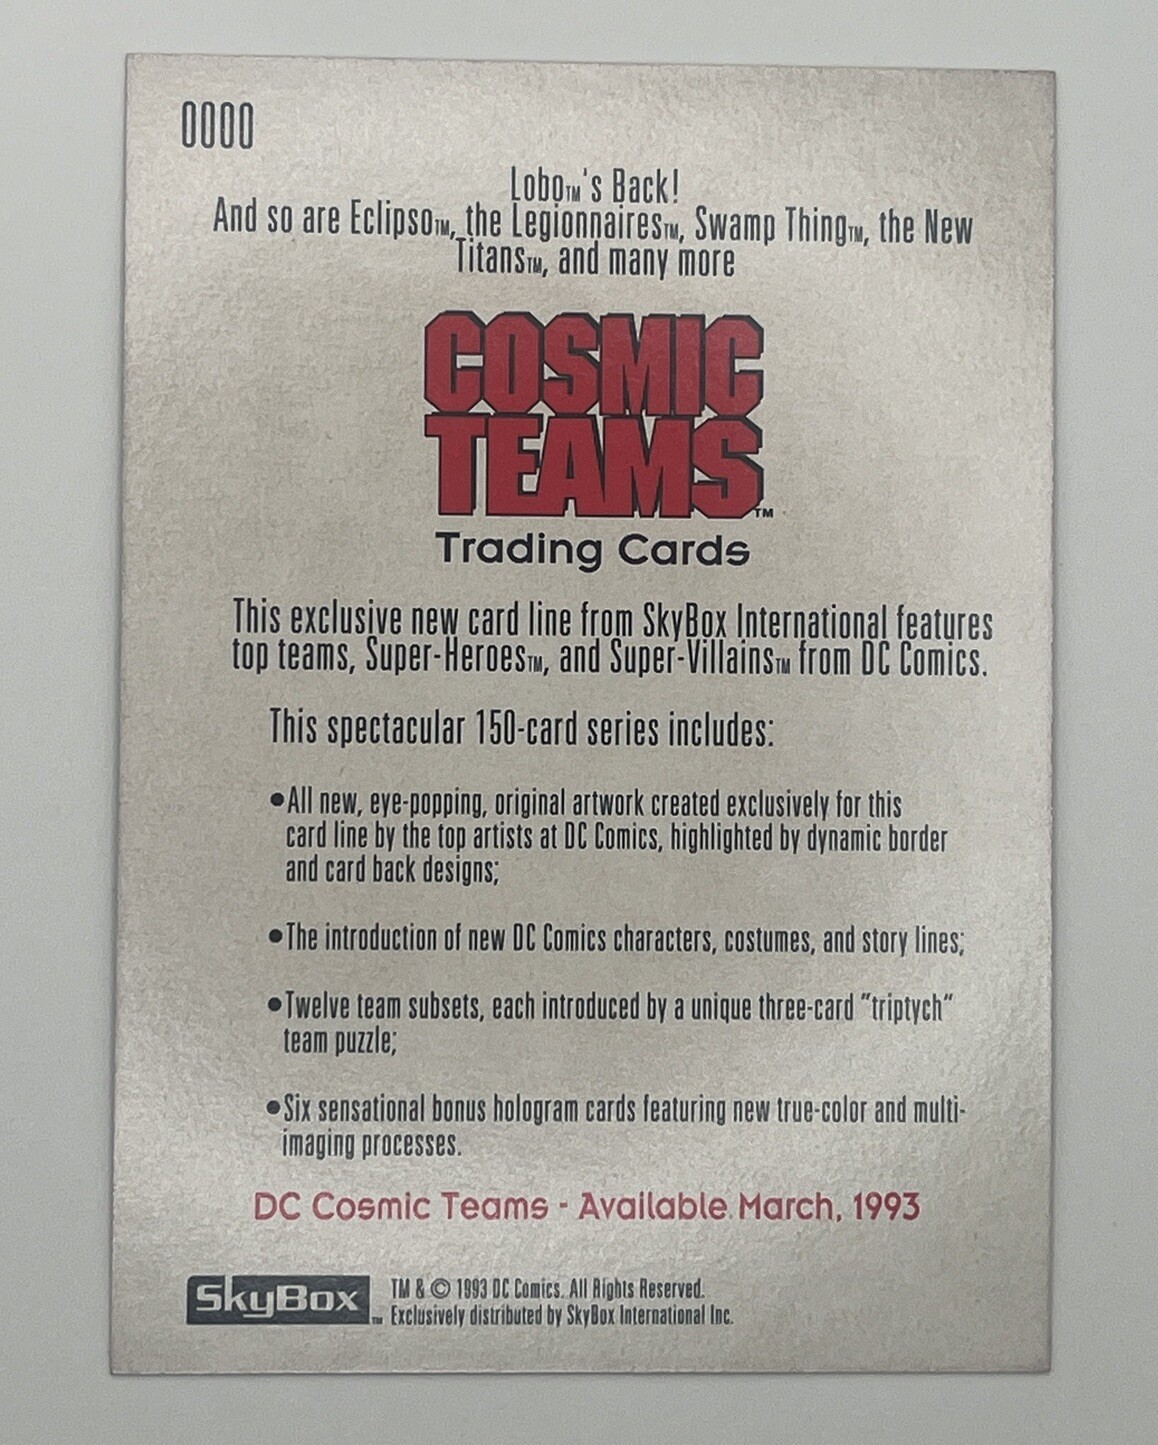 0000
Lobo™'s Back!
And so are Eclipso™, the Legionnaires™, Swamp Thing™, the New
Titans™, and many more
COSMIC
TEAMS™
Trading Cards
This exclusive new card line from SkyBox International features
top teams, Super-Heroes™, and Super-Villains™ from DC Comics.
This spectacular 150-card series includes:
•All new, eye-popping, original artwork created exclusively for this
card line by the top artists at DC Comics, highlighted by dynamic border
and card back designs;
•The introduction of new DC Comics characters, costumes, and story lines;
•Twelve team subsets, each introduced by a unique three-card "triptych"
team puzzle;
•Six sensational bonus hologram cards featuring new true-color and multi-
imaging processes.
DC Cosmic Teams - Available March, 1993
SkyBox™
TM & © 1993 DC Comics. All Rights Reserved.
Exclusively distributed by SkyBox International Inc.